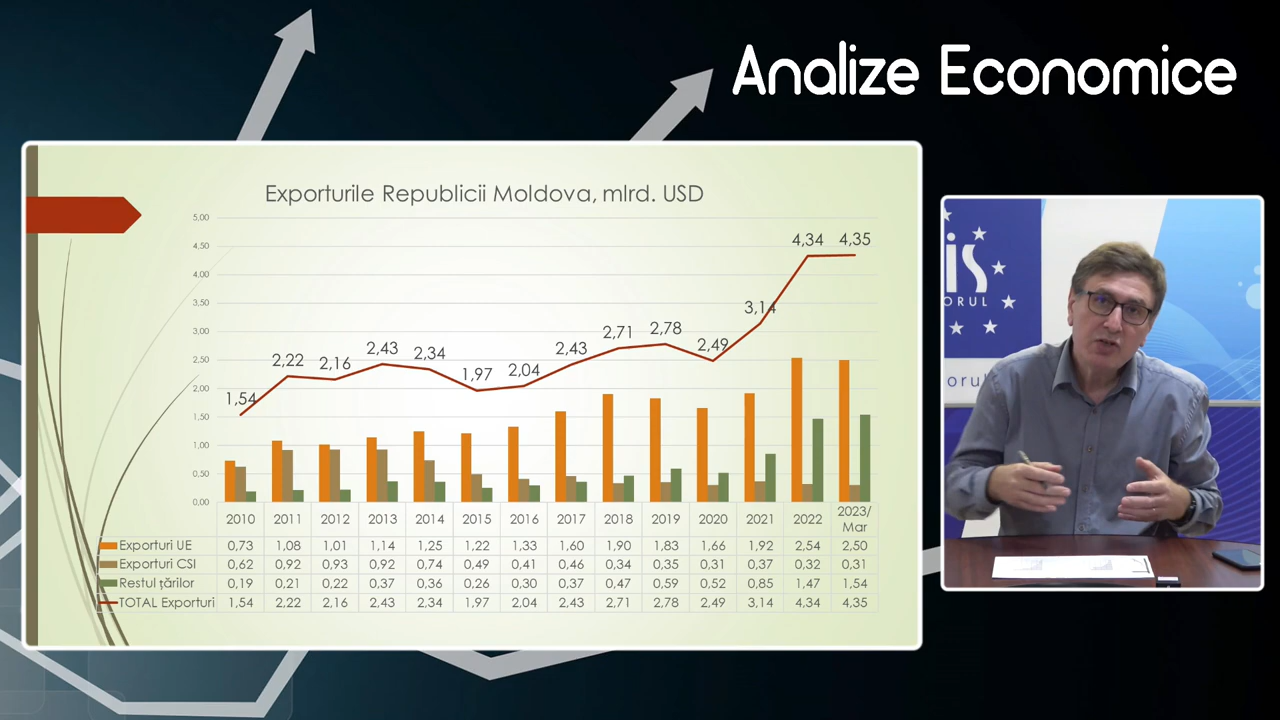 Analize Economice
Exporturile Republicii Moldova, mlrd. USD
5,00
4,50
4,00
3,50
3,00
2,50
2,00
1,50
1,00
0,50
0,00
1,54 2,22 2,16 2,43 2,34 1,97 2,04 2,43 2,71 2,78 2,49 3,14 4,34 4,35
2010 2011 2012 2013 2014 2015 2016 2017 2018 2019 2020 2021 2022 2023/
Mar
Exporturi UE 0,73 1,08 1,01 1,14 1,25 1,22 1,33 1,60 1,90 1,83 1,66 1,92 2,54 2,50
Exporturi CSI 0,62 0,92 0,93 0,92 0,74 0,49 0,41 0,46 0,34 0,35 0,31 0,37 0,32 0,31
Restul țărilor 0,19 0,21 0,22 0,37 0,36 0,26 0,30 0,37 0,47 0,59 0,52 0,85 1,47 1,54
TOTAL Exporturi 1,54 2,22 2,16 2,43 2,34 1,97 2,04 2,43 2,71 2,78 2,49 3,14 4,34 4,35